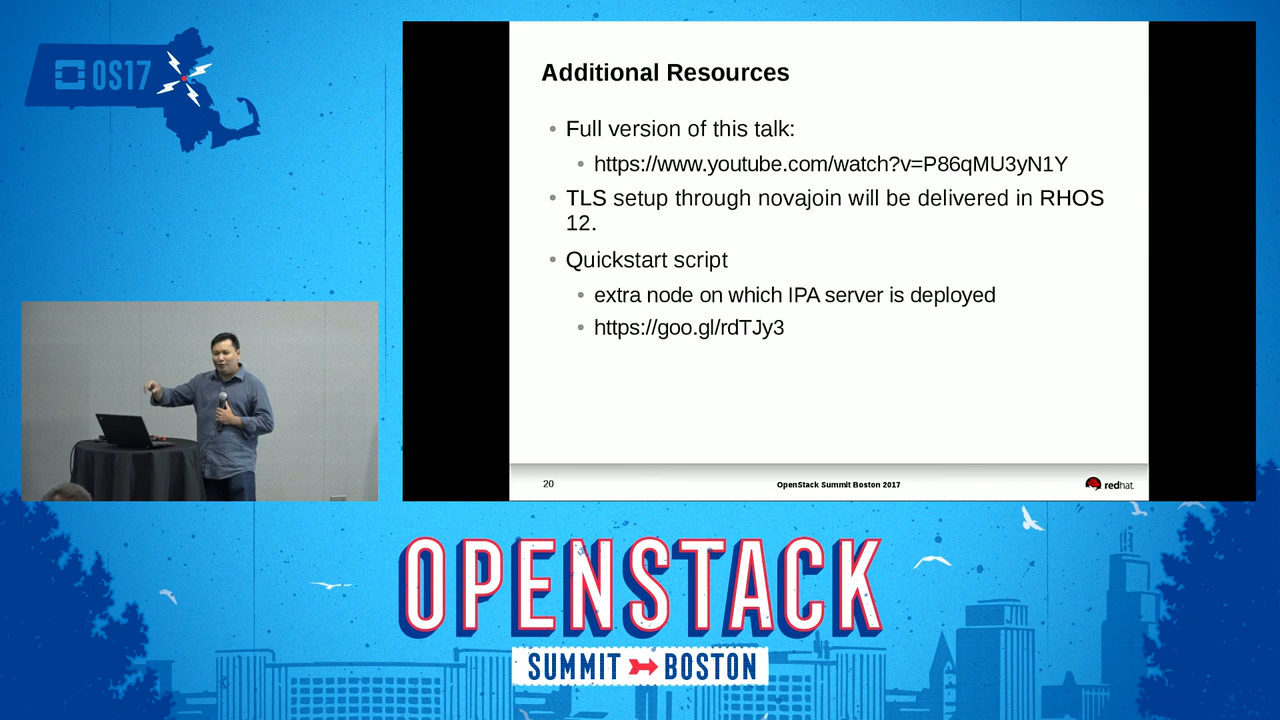 OS17
Additional Resources
Full version of this talk:
https://www.youtube.com/watch?v=P86qMU3yN1Y
TLS setup through novajoin will be delivered in RHOS
12.
Quickstart script
extra node on which IPA server is deployed
https://goo.gl/rdTJy3
20
OpenStack Summit Boston 2017
redhat.
OPENSTACK
SUMMIT BOSTON